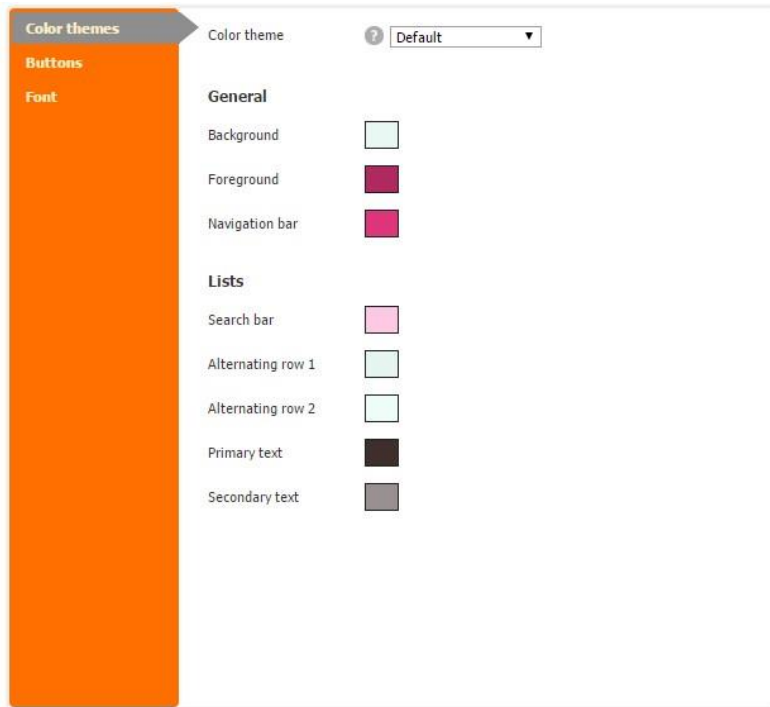 Color themes
Buttons
Font
Color theme ? Default
General
Background
Foreground
Navigation bar
Lists
Search bar
Alternating row 1
Alternating row 2
Primary text
Secondary text